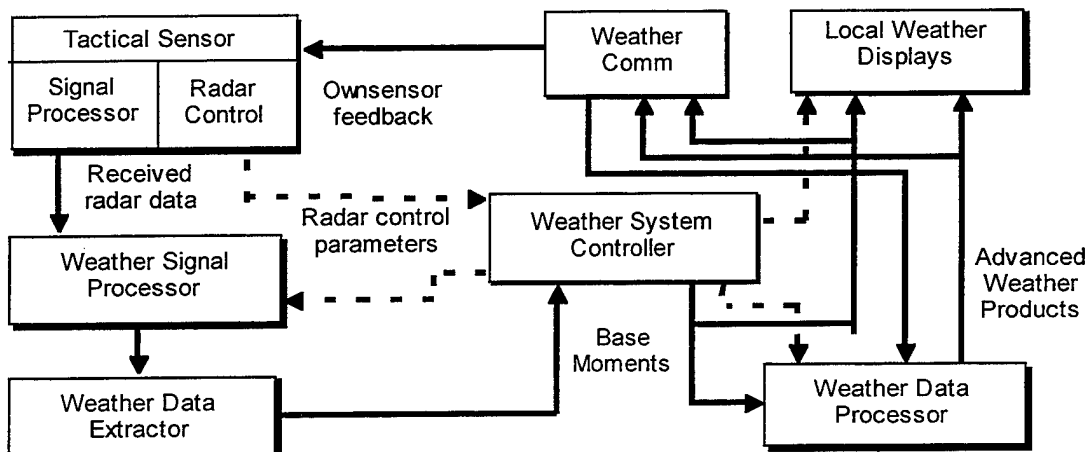 Tactical Sensor
Signal
Processor
Radar
Control
Ownsensor
feedback
Weather
Comm
Local Weather
Displays
Received
radar data
Radar control
parameters
Weather System
Controller
Weather Signal
Processor
Advanced
Weather
Products
Base
Moments
Weather Data
Extractor
Weather Data
Processor